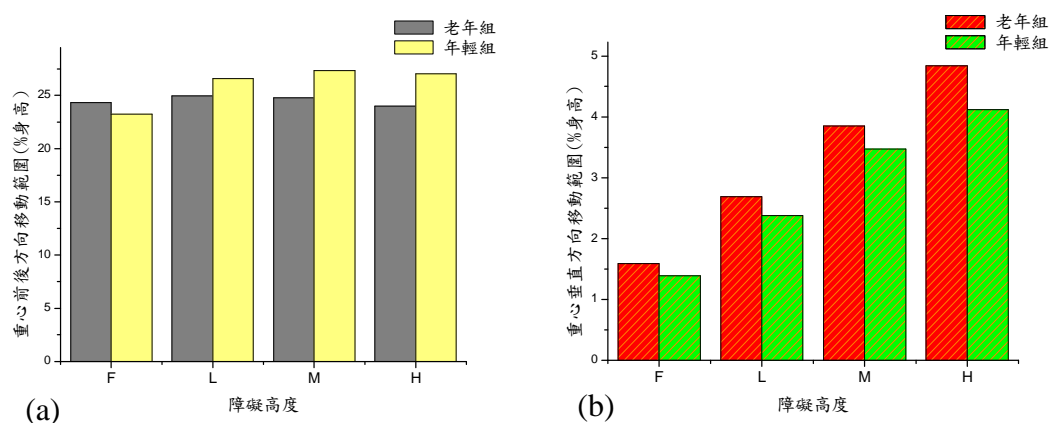 老年組
年輕組
重心前後方向移動範圍(%身高)
25
20
15
10
5
0
F L M H
障礙高度
(a)
老年組
年輕組
重心垂直方向移動範圍(%身高)
5
4
3
2
1
0
F L M H
障礙高度
(b)